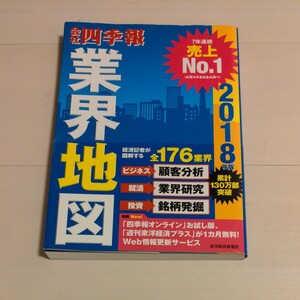 会社四季報
業界地図
7年連続
売上
No.1
2018年版
累計
130万部
突破
経済記者が
図解する
全176業界
ビジネス 顧客分析
就活 業界研究
投資 銘柄発掘
New!
「四季報オンライン」お試し版、
「週刊東洋経済プラス」が1カ月無料!
Web情報更新サービス
東洋経済新報社